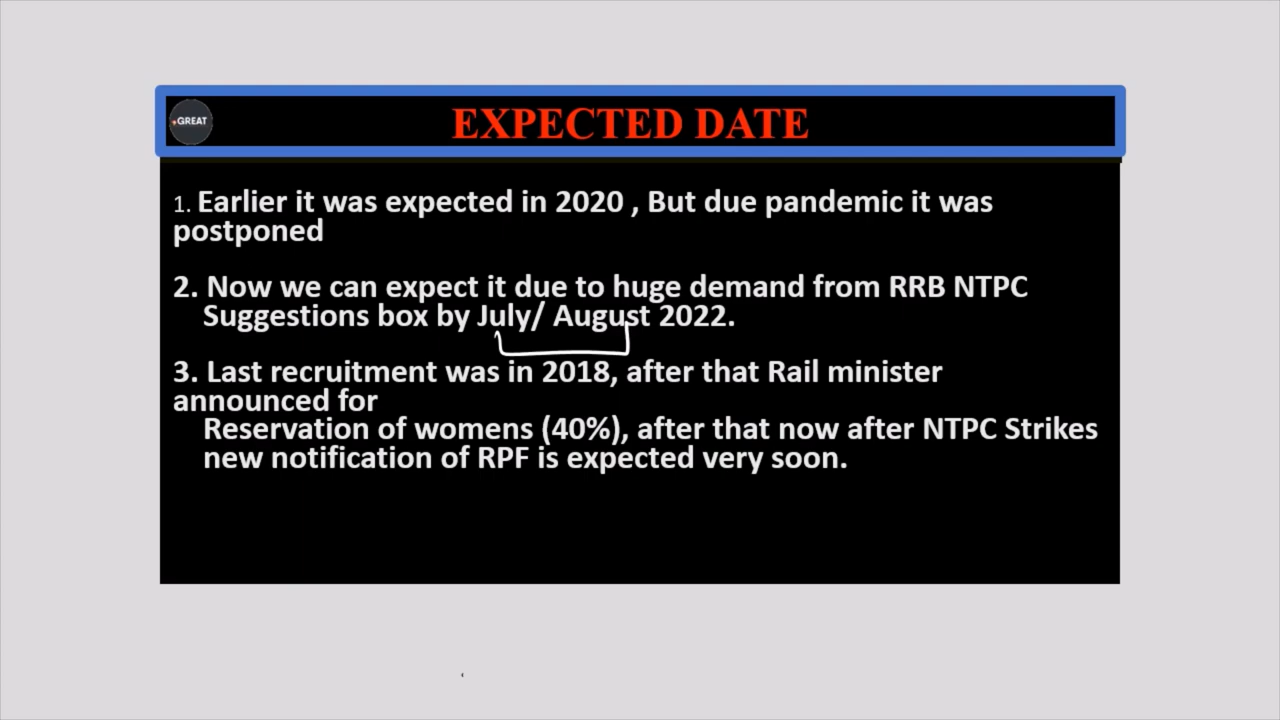 GREAT
EXPECTED DATE
1. Earlier it was expected in 2020 , But due pandemic it was
postponed
2. Now we can expect it due to huge demand from RRB NTPC
Suggestions box by July/ August 2022.
3. Last recruitment was in 2018, after that Rail minister
announced for
Reservation of womens (40%), after that now after NTPC Strikes
new notification of RPF is expected very soon.